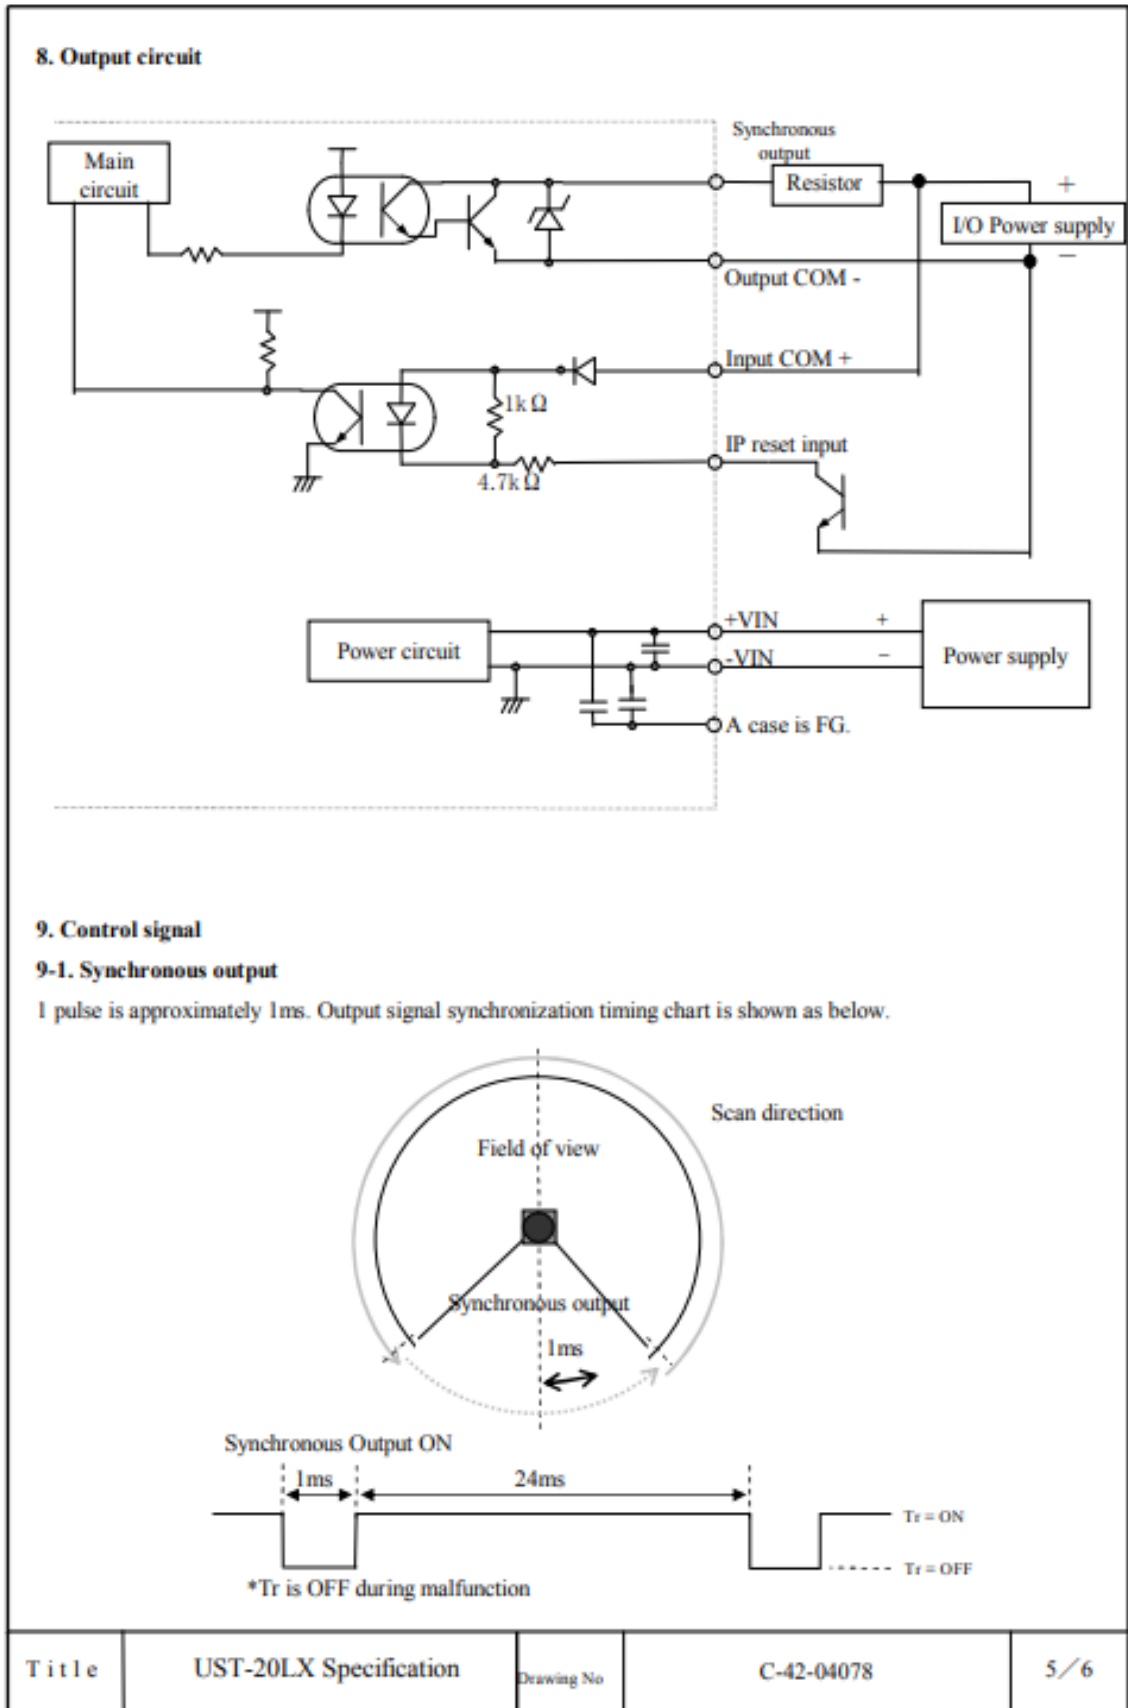 8. Output circuit
Synchronous
output
Main
circuit
Resistor
+
I/O Power supply
−
Output COM -
Input COM +
1k Ω
IP reset input
4.7k Ω
+VIN
+
Power circuit
-VIN
−
Power supply
A case is FG.
9. Control signal
9-1. Synchronous output
1 pulse is approximately 1ms. Output signal synchronization timing chart is shown as below.
Scan direction
Field of view
Synchronous output
1ms
Synchronous Output ON
1ms
24ms
Tr = ON
Tr = OFF
*Tr is OFF during malfunction
Title
UST-20LX Specification
Drawing No
C-42-04078
5／6